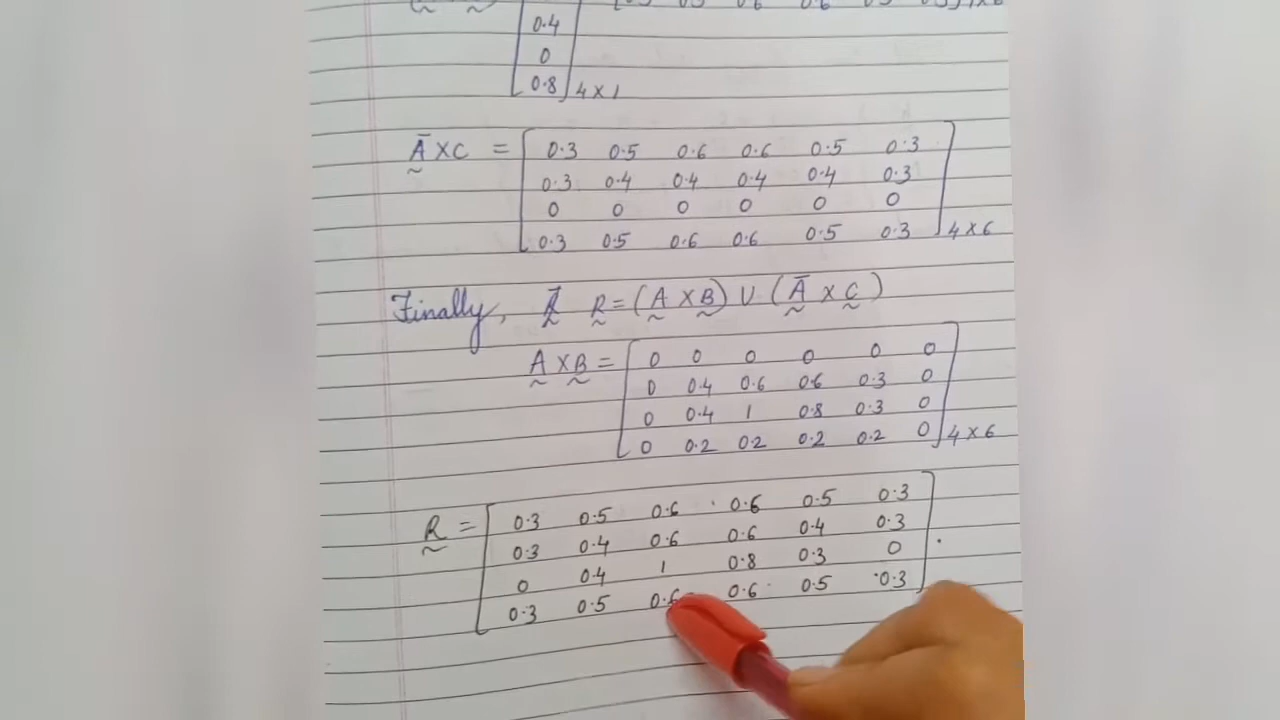 0.4
0
0.8 4×1
Ā × C = 0.3 0.5 0.6 0.6 0.5 0.3
0.3 0.4 0.4 0.4 0.4 0.3
0 0 0 0 0 0
0.3 0.5 0.6 0.6 0.5 0.3 4×6
Finally, R = (A × B) ∪ (Ā × C)
A × B = 0 0 0 0 0 0
0 0.4 0.6 0.6 0.3 0
0 0.4 1 0.8 0.3 0
0 0.2 0.2 0.2 0.2 0 4×6
R = 0.3 0.5 0.6 0.6 0.5 0.3
0.3 0.4 0.6 0.6 0.4 0.3
0 0.4 1 0.8 0.3 0
0.3 0.5 0.6 0.6 0.5 0.3